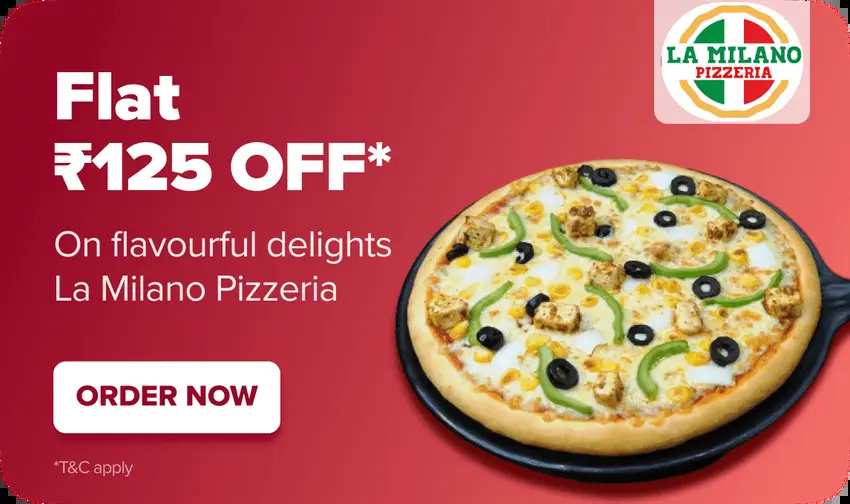 LA MILANO
PIZZERIA
Flat
₹125 OFF*
On flavourful delights
La Milano Pizzeria
ORDER NOW
*T&C apply